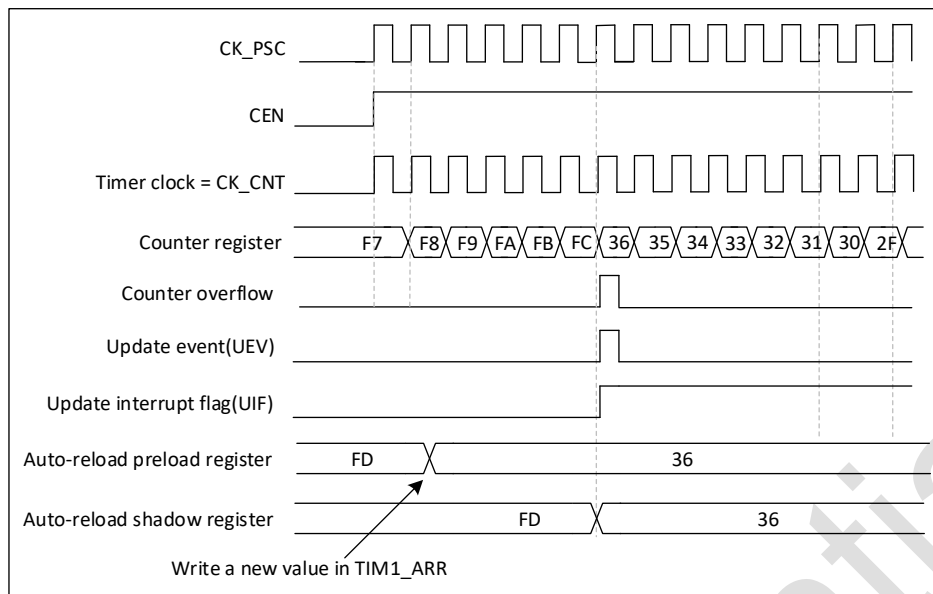 CK_PSC
CEN
Timer clock = CK_CNT
Counter register F7 F8 F9 FA FB FC 36 35 34 33 32 31 30 2F
Counter overflow
Update event(UEV)
Update interrupt flag(UIF)
Auto-reload preload register FD 36
Auto-reload shadow register FD 36
Write a new value in TIM1_ARR